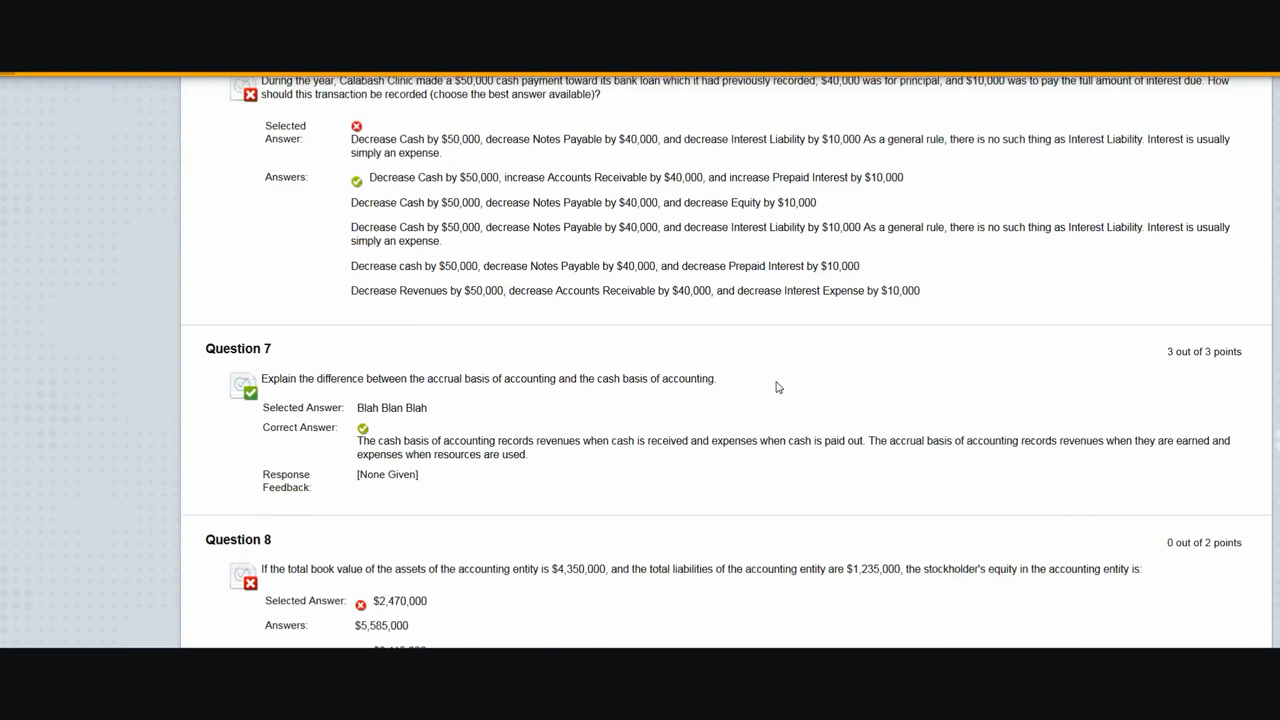 During the year, Calabash Clinic made a $50,000 cash payment toward its bank loan which it had previously recorded; $40,000 was for principal, and $10,000 was to pay the full amount of interest due. How
should this transaction be recorded (choose the best answer available)?
Selected
Answer:
Decrease Cash by $50,000, decrease Notes Payable by $40,000, and decrease Interest Liability by $10,000 As a general rule, there is no such thing as Interest Liability. Interest is usually
simply an expense.
Answers:
Decrease Cash by $50,000, increase Accounts Receivable by $40,000, and increase Prepaid Interest by $10,000
Decrease Cash by $50,000, decrease Notes Payable by $40,000, and decrease Equity by $10,000
Decrease Cash by $50,000, decrease Notes Payable by $40,000, and decrease Interest Liability by $10,000 As a general rule, there is no such thing as Interest Liability. Interest is usually
simply an expense.
Decrease cash by $50,000, decrease Notes Payable by $40,000, and decrease Prepaid Interest by $10,000
Decrease Revenues by $50,000, decrease Accounts Receivable by $40,000, and decrease Interest Expense by $10,000
Question 7
3 out of 3 points
Explain the difference between the accrual basis of accounting and the cash basis of accounting.
Selected Answer: Blah Blan Blah
Correct Answer:
The cash basis of accounting records revenues when cash is received and expenses when cash is paid out. The accrual basis of accounting records revenues when they are earned and
expenses when resources are used.
Response
Feedback:
[None Given]
Question 8
0 out of 2 points
If the total book value of the assets of the accounting entity is $4,350,000, and the total liabilities of the accounting entity are $1,235,000, the stockholder's equity in the accounting entity is:
Selected Answer: $2,470,000
Answers: $5,585,000